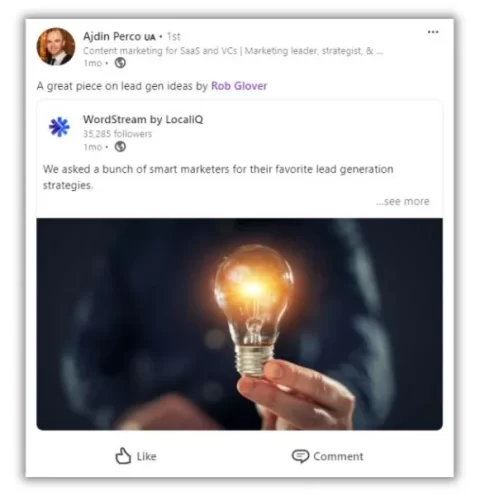 Ajdin Perco UA • 1st
Content marketing for SaaS and VCs | Marketing leader, strategist, & ...
1mo •
A great piece on lead gen ideas by Rob Glover
WordStream by LocaliQ
35,285 followers
1mo •
We asked a bunch of smart marketers for their favorite lead generation
strategies.
...see more
Like
Comment